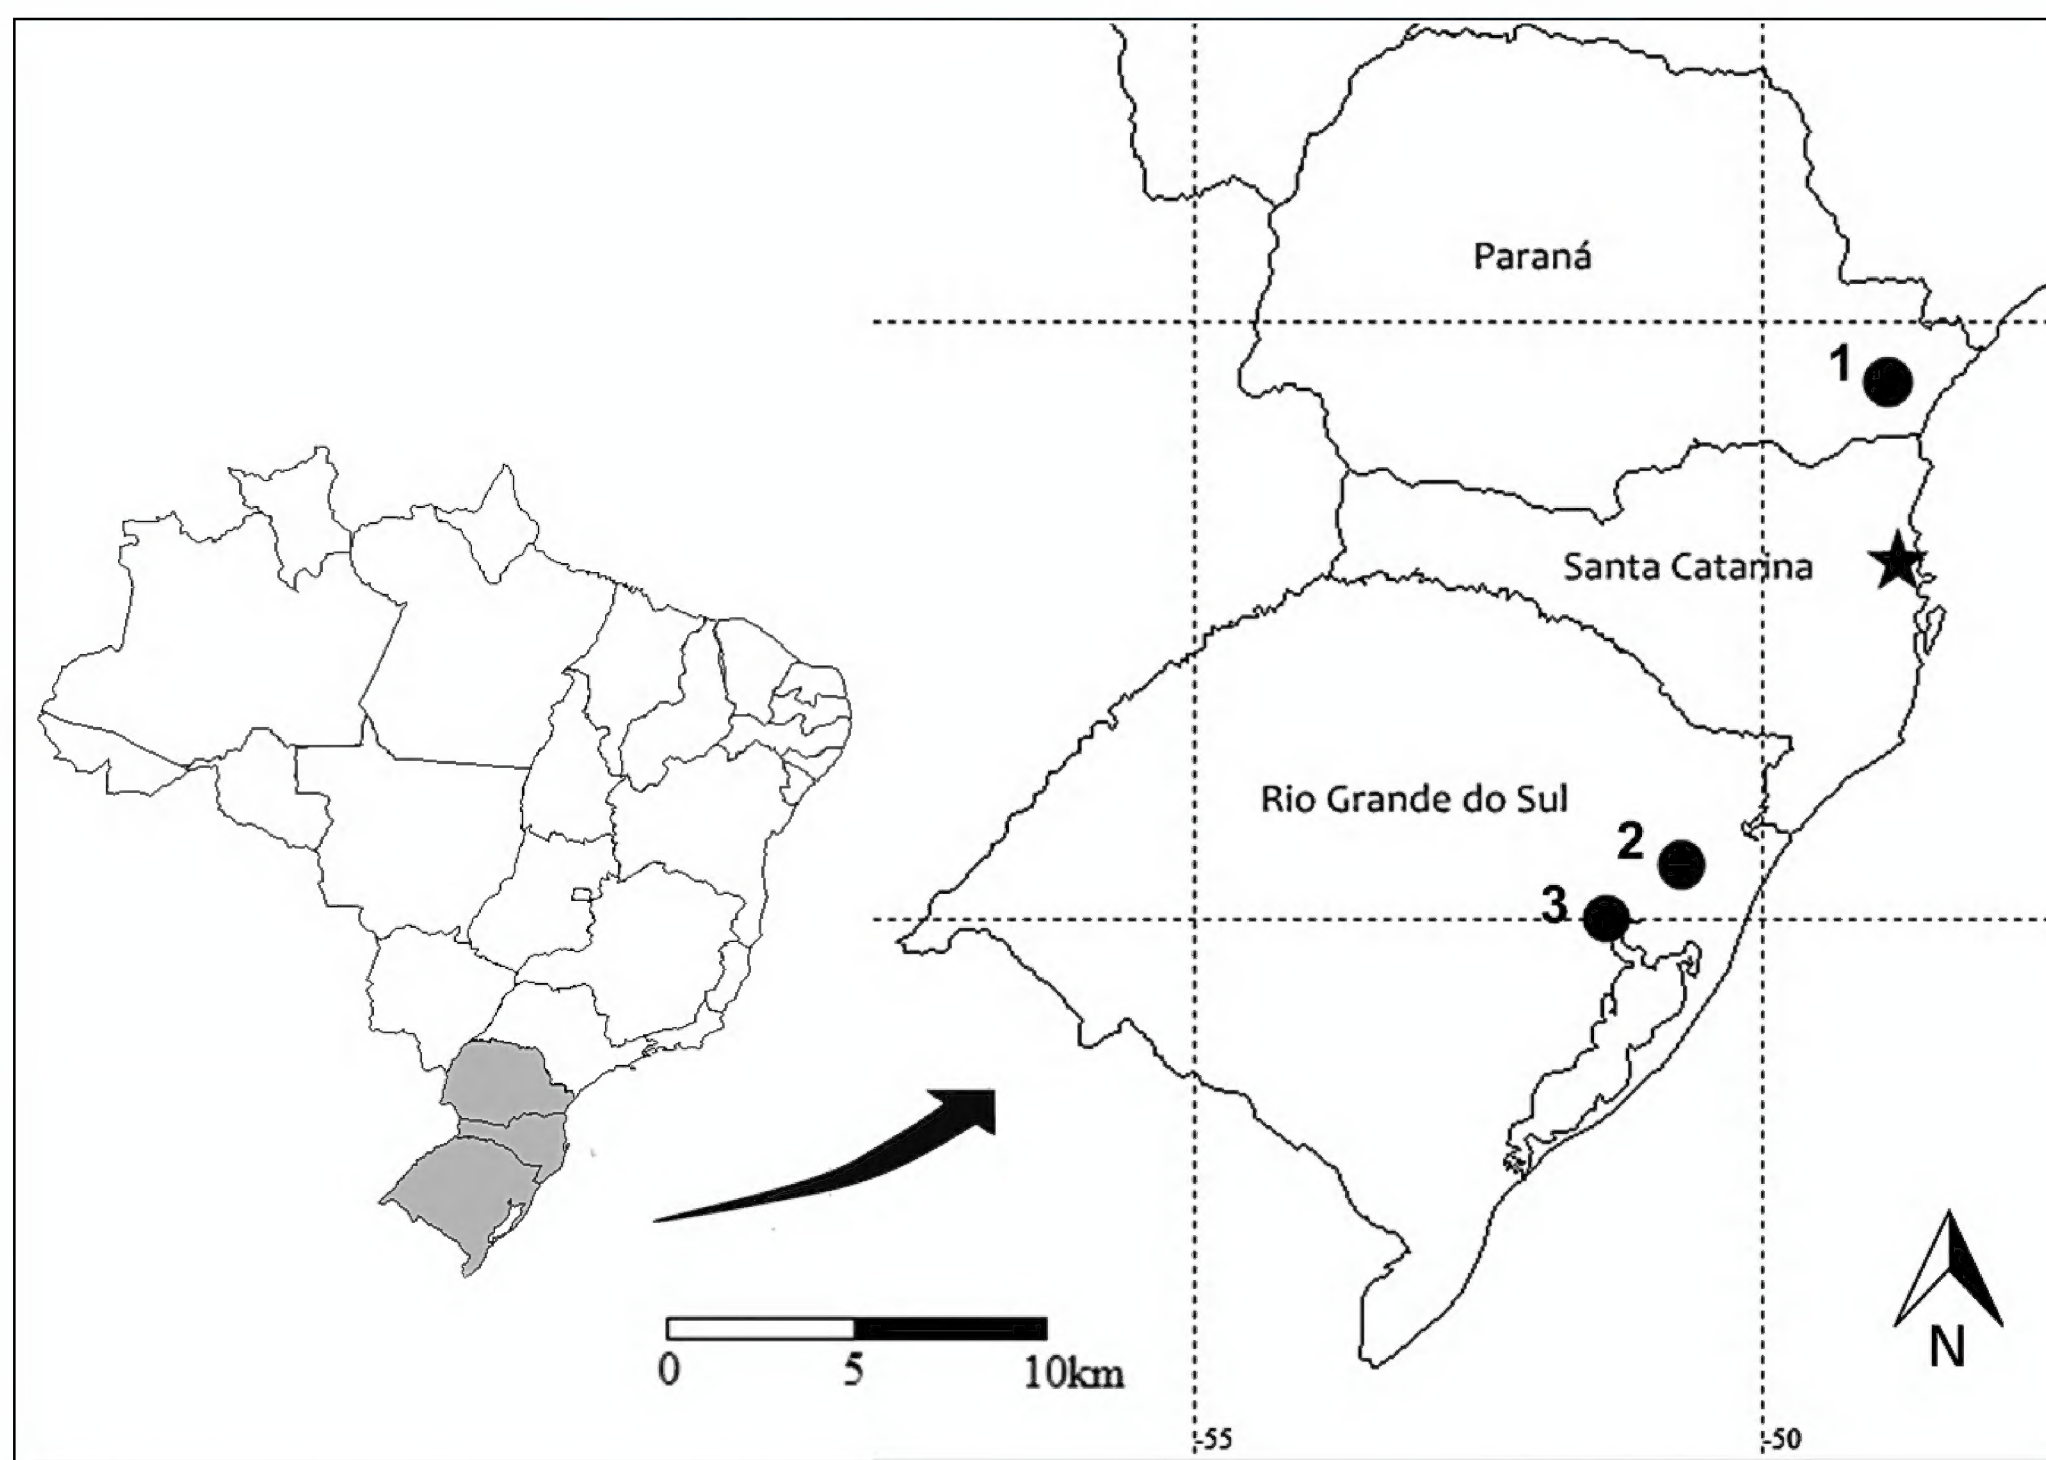 Paraná
1
Santa Catarina
Rio Grande do Sul
2
3
0 5 10km
N
-55 -50